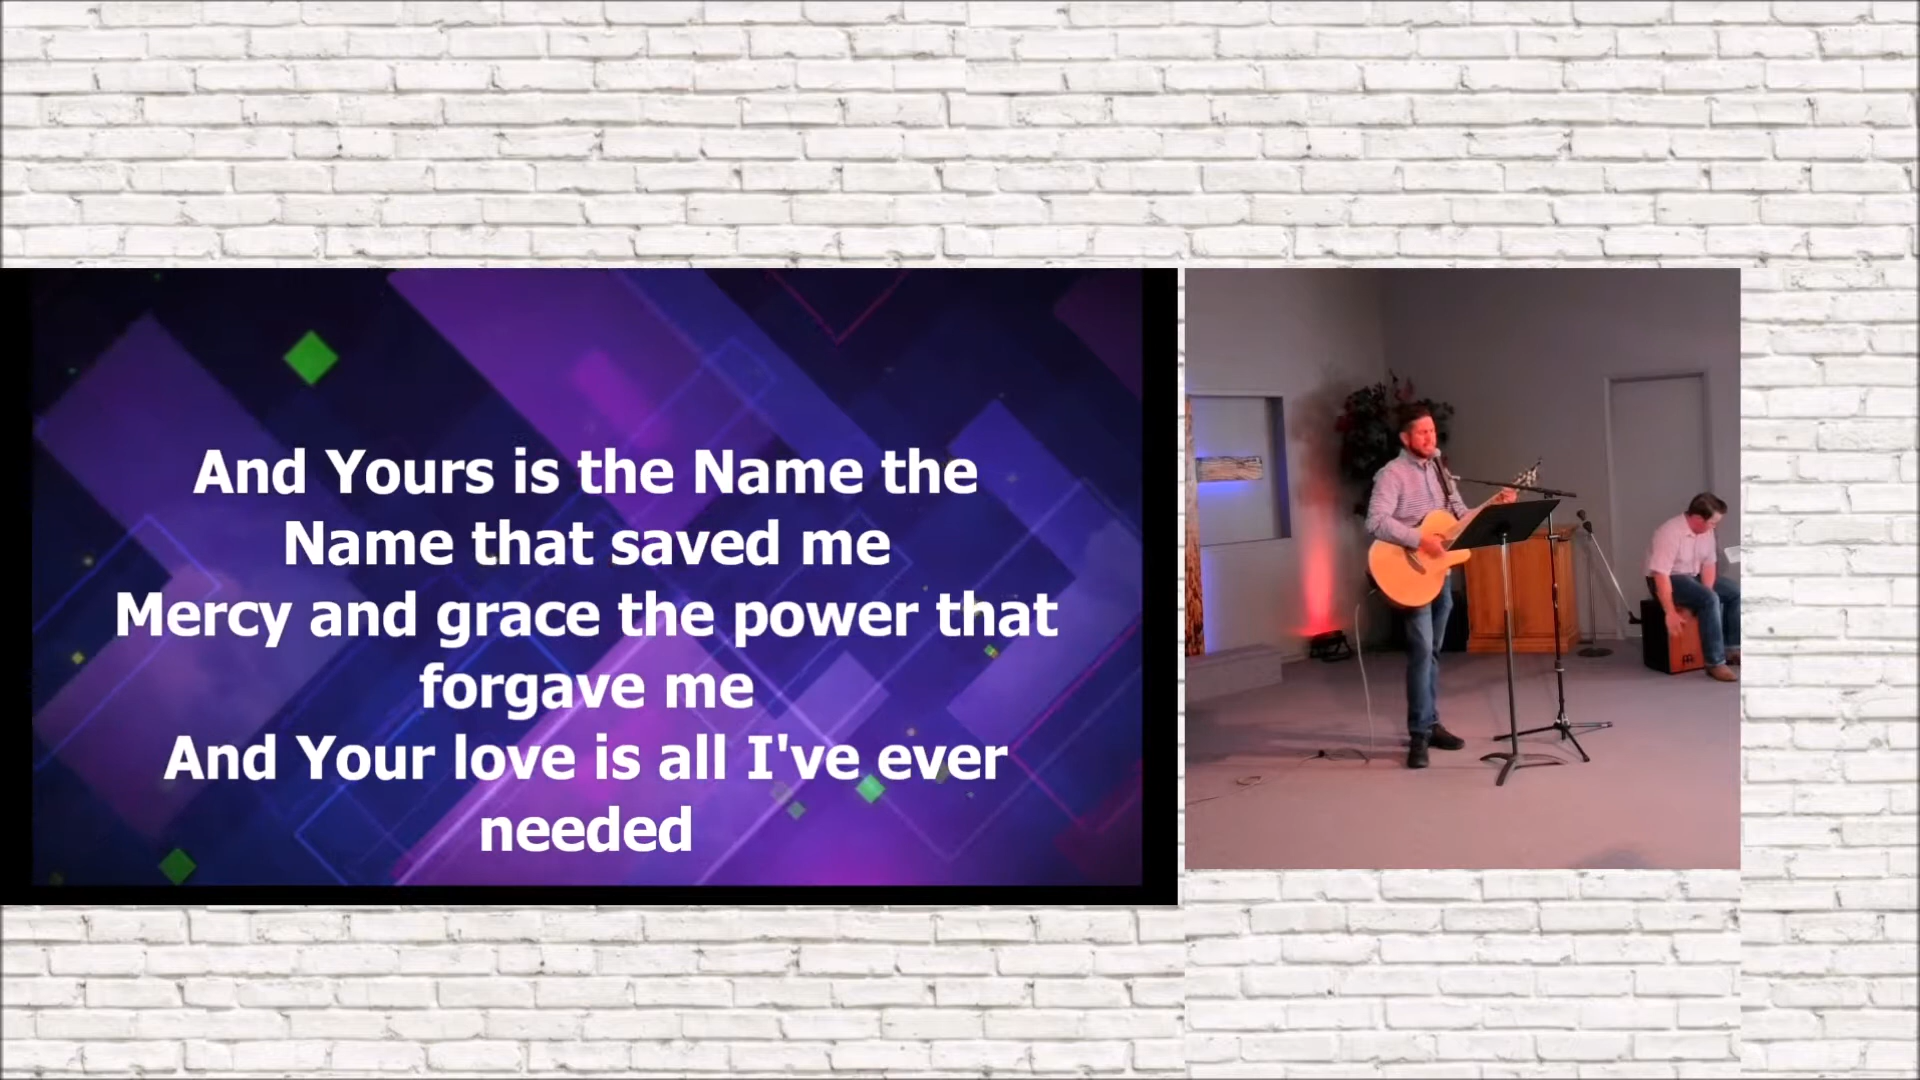 And Yours is the Name the
Name that saved me
Mercy and grace the power that
forgave me
And Your love is all I've ever
needed